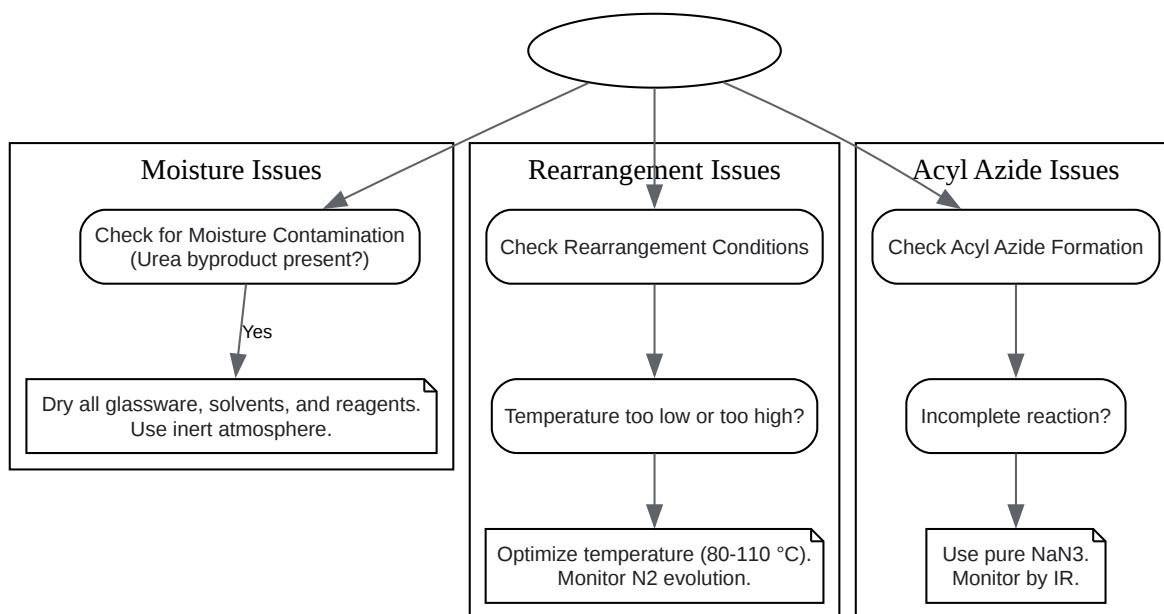 Moisture Issues
Check for Moisture Contamination
(Urea byproduct present?)
Yes
Dry all glassware, solvents, and reagents.
Use inert atmosphere.
Rearrangement Issues
Check Rearrangement Conditions
Temperature too low or too high?
Optimize temperature (80-110 °C).
Monitor N2 evolution.
Acyl Azide Issues
Check Acyl Azide Formation
Incomplete reaction?
Use pure NaN3.
Monitor by IR.